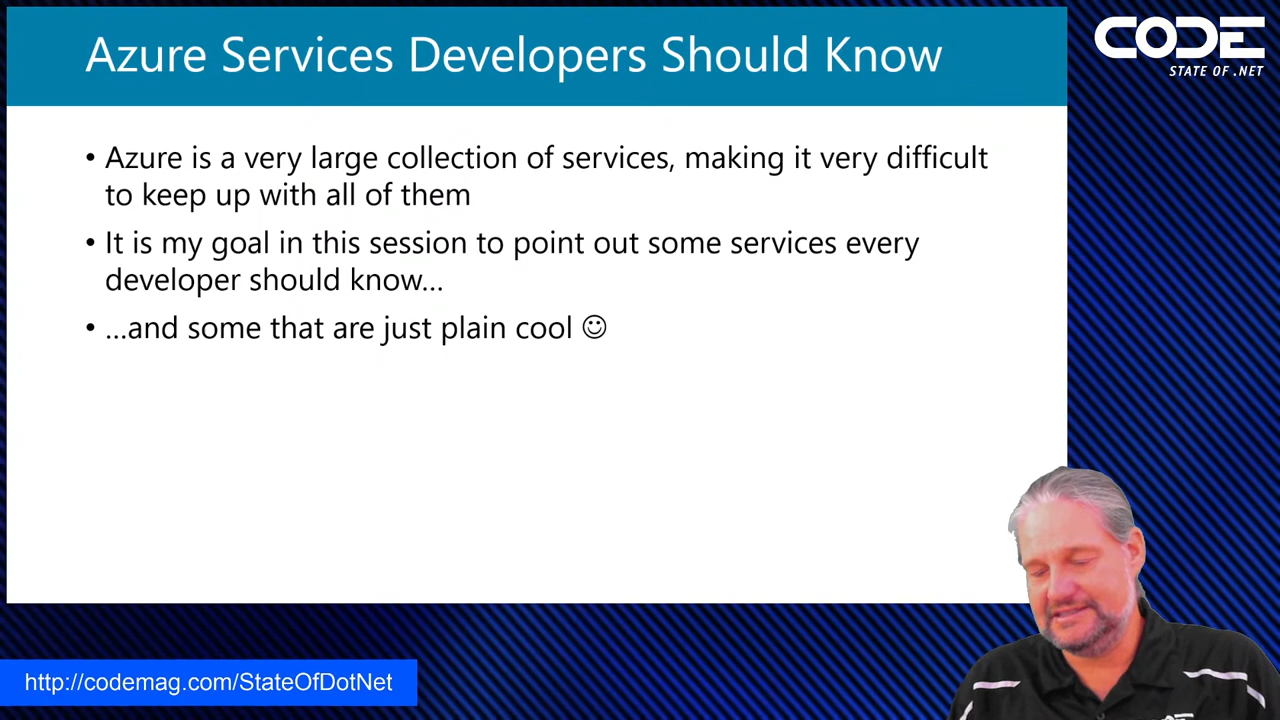 Azure Services Developers Should Know
CODE
STATE OF .NET
• Azure is a very large collection of services, making it very difficult
to keep up with all of them
• It is my goal in this session to point out some services every
developer should know...
• ...and some that are just plain cool ☺
http://codemag.com/StateOfDotNet